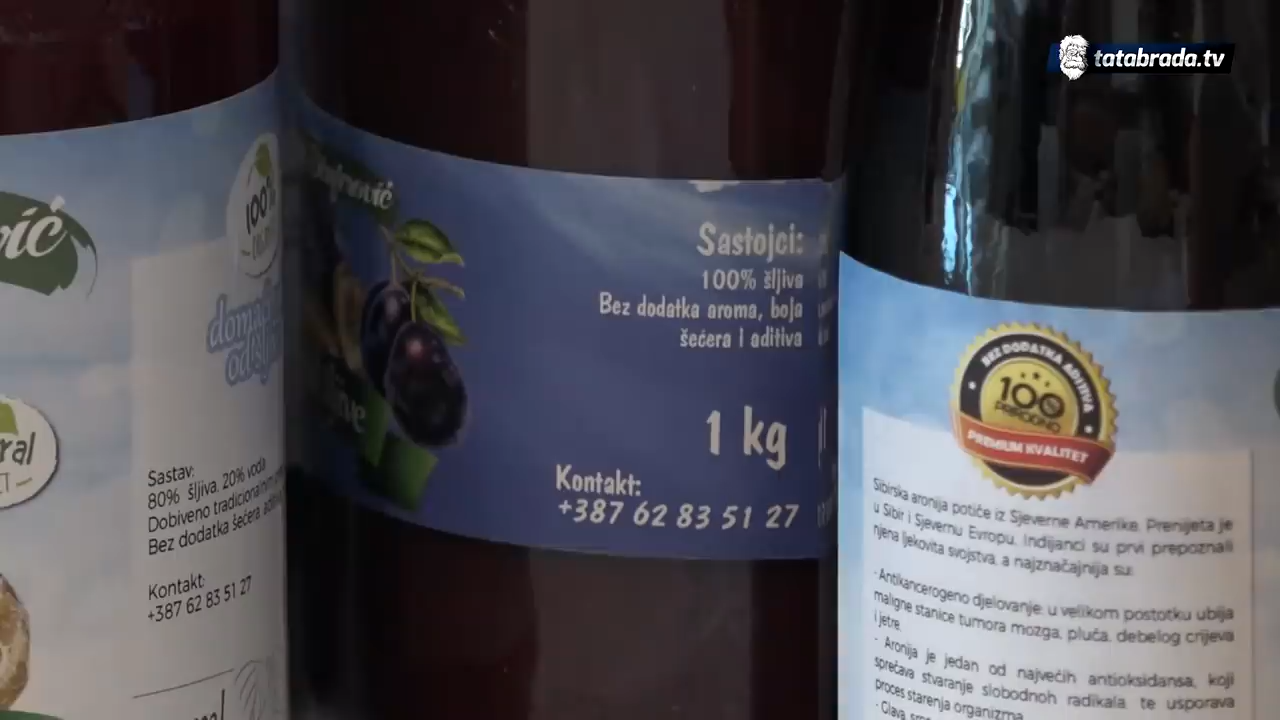 tatabrada.tv
ić
100%
domać
od šlji
ral
Sastav:
80% šljiva, 20% voda
Dobiveno tradicionalnim
Bez dodatka šećera
Kontakt:
+387 62 83 51 27
Sastojci:
100% šljiva
Bez dodatka aroma, boja
šećera i aditiva
1 kg
Kontakt:
+387 62 83 51 27
BEZ DODATKA ADITIVA
100%
PRIRODNO
PREMIUM KVALITET
Sibirska aronija potiče iz Sjeverne Amerike. Prenijeta je
u Sibir i Sjevernu Evropu. Indijanci su prvi prepoznali
njena ljekovita svojstva, a najznačajnija su:
- Antikancerogeno djelovanje: u velikom postotku ubija
maligne stanice tumora mozga, pluća, debelog crijeva
i jetre.
- Aronija je jedan od najvećih antioksidansa, koji
sprečava stvaranje slobodnih radikala, te usporava
proces starenja organizma.